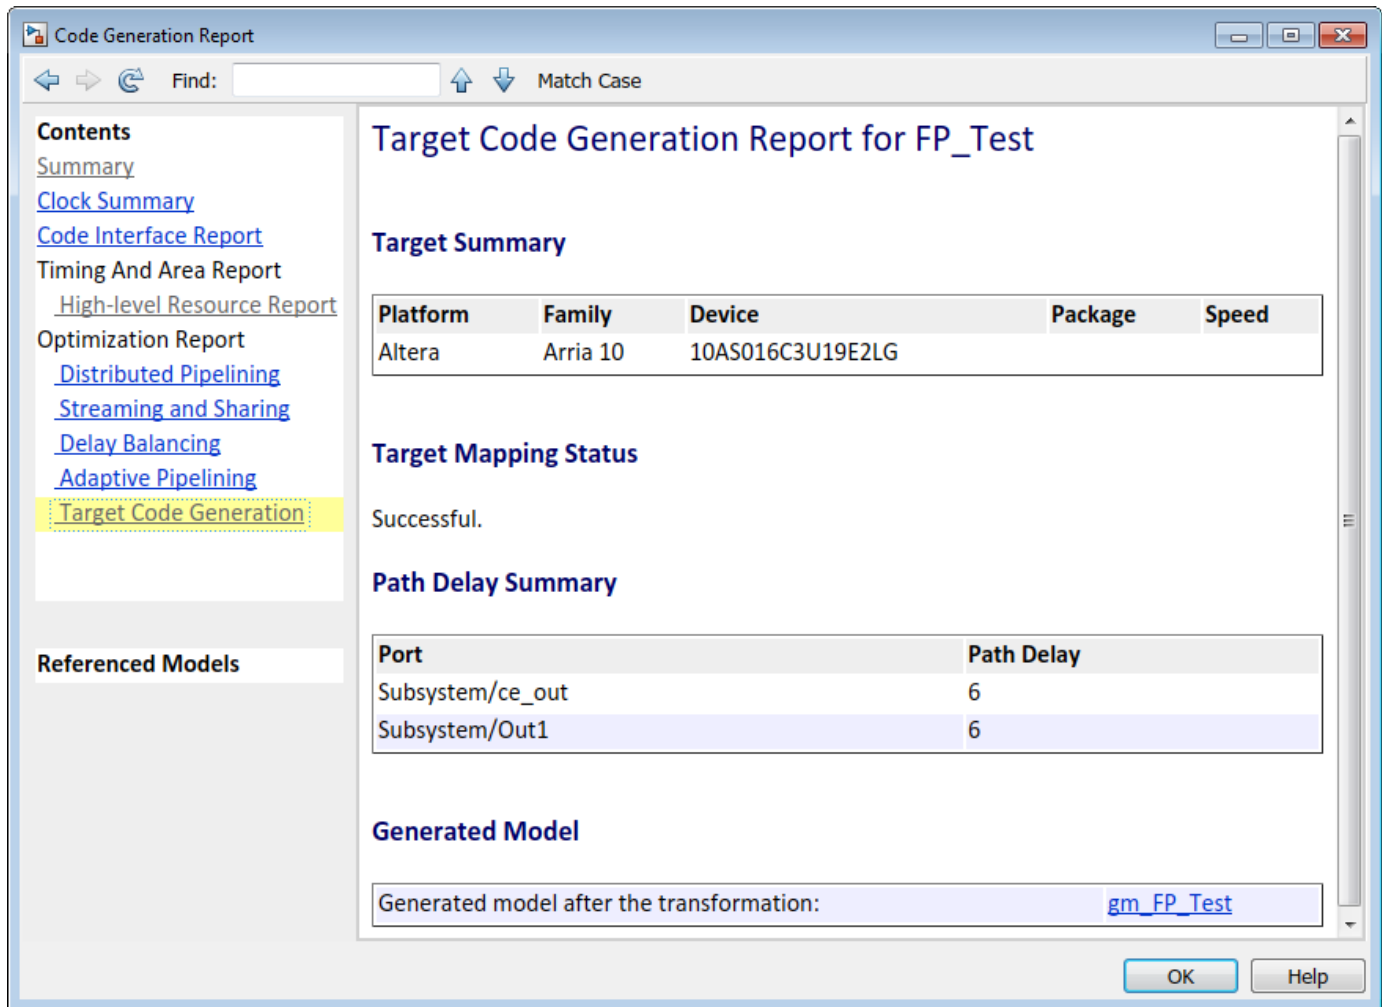 Code Generation Report
Find:
Match Case
Contents
Summary
Clock Summary
Code Interface Report
Timing And Area Report
High-level Resource Report
Optimization Report
Distributed Pipelining
Streaming and Sharing
Delay Balancing
Adaptive Pipelining
Target Code Generation
Referenced Models
Target Code Generation Report for FP_Test
Target Summary
Platform Family Device Package Speed
Altera Arria 10 10AS016C3U19E2LG
Target Mapping Status
Successful.
Path Delay Summary
Port Path Delay
Subsystem/ce_out 6
Subsystem/Out1 6
Generated Model
Generated model after the transformation: gm_FP_Test
OK Help